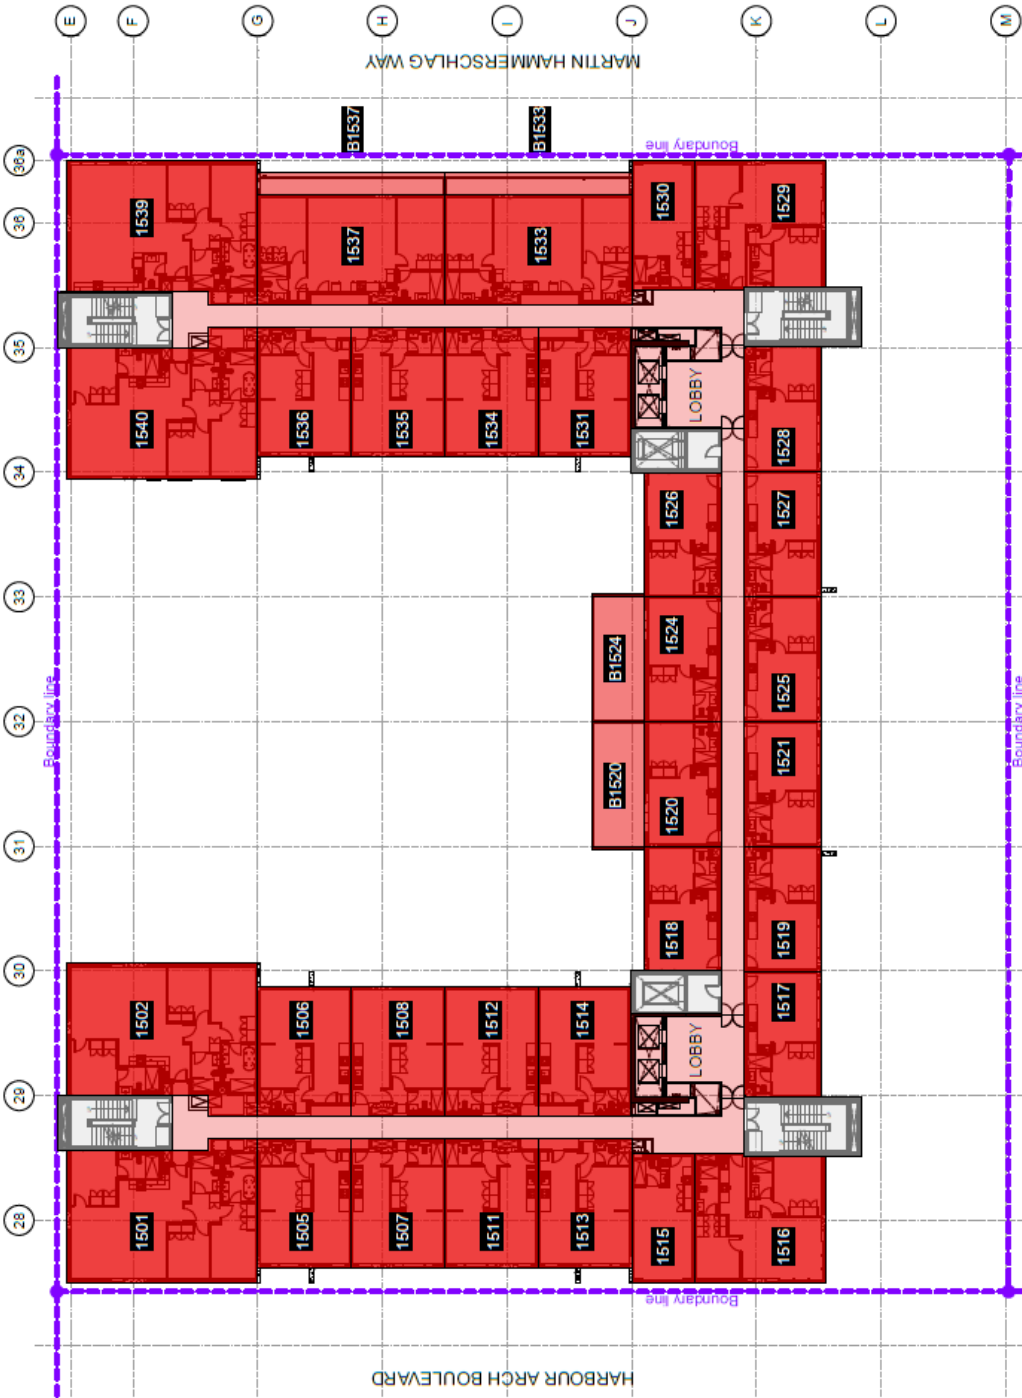 E
F
G
H
I
J
K
L
M
MARTIN HAMMERSCHLAG WAY
B1537
B1533
Boundary line
36a
1539
1530
1529
36
1537
1533
35
LOBBY
1540
1536
1535
1534
1531
1528
34
1526
1527
33
1524
B1524
Boundary line
1525
Boundary line
32
1521
B1520
1520
31
1518
1519
30
1502
1506
1508
1512
1514
1517
LOBBY
29
28
1501
1505
1507
1511
1513
1515
1516
Boundary line
HARBOUR ARCH BOULEVARD